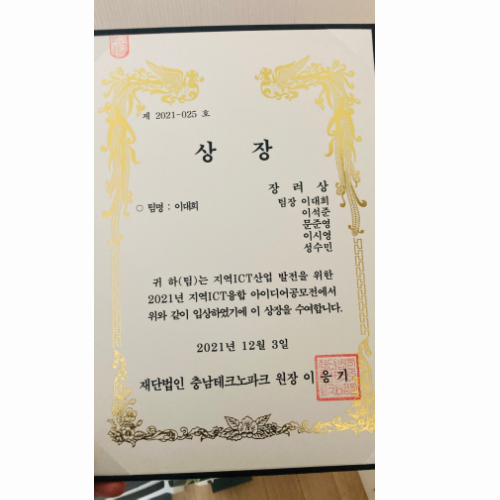 제 2021-025 호
상 장
장 려 상
○ 팀명 : 이대희
팀장 이대희
이석준
문준영
이시영
성수민
귀 하(팀)는 지역ICT산업 발전을 위한
2021년 지역ICT융합 아이디어공모전에서
위와 같이 입상하였기에 이 상장을 수여합니다.
2021년 12월 3일
재단법인 충남테크노파크 원장 이 응 기